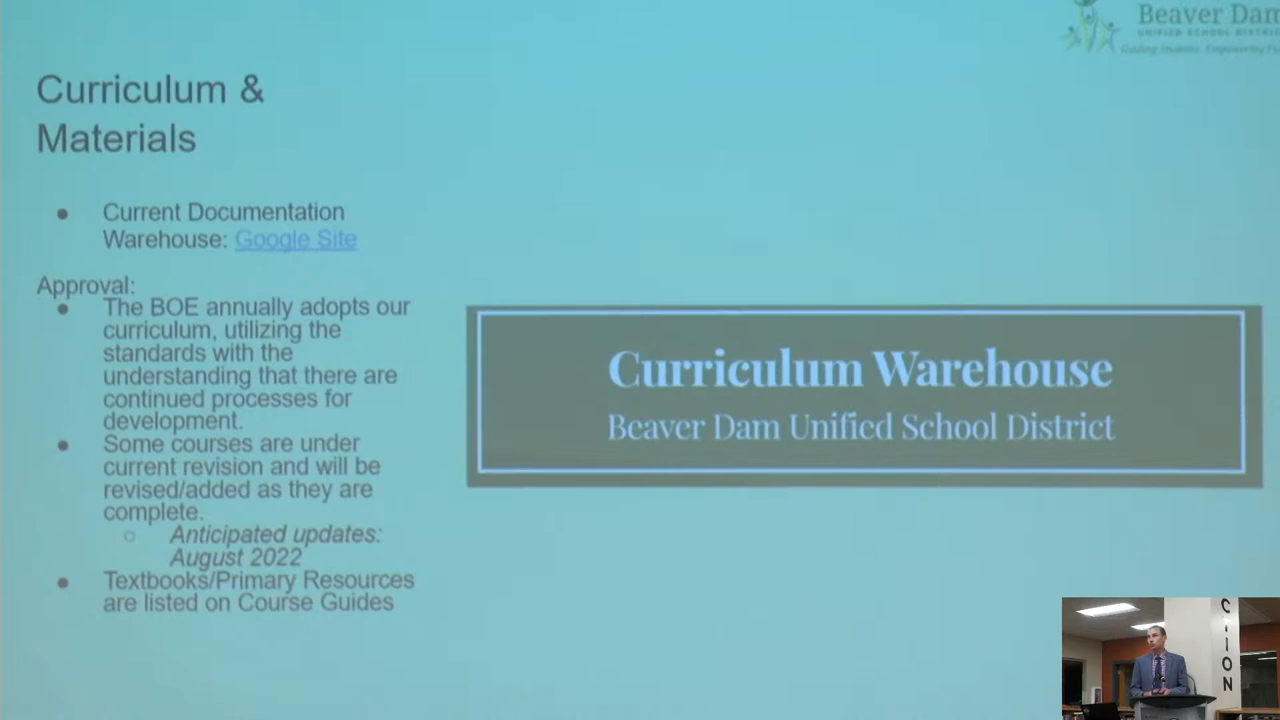 Beaver Dam
UNIFIED SCHOOL DISTRICT
Curriculum &
Materials
● Current Documentation
Warehouse: Google Site
Approval:
● The BOE annually adopts our
curriculum, utilizing the
standards with the
understanding that there are
continued processes for
development.
● Some courses are under
current revision and will be
revised/added as they are
complete.
○ Anticipated updates:
August 2022
● Textbooks/Primary Resources
are listed on Course Guides
Curriculum Warehouse
Beaver Dam Unified School District